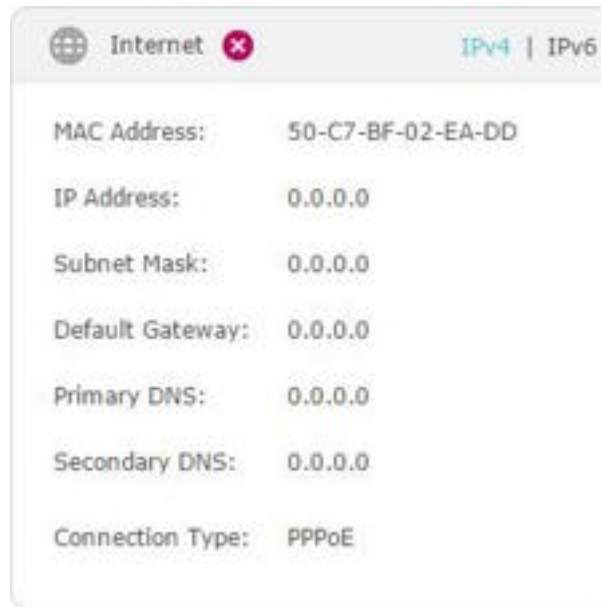 Internet IPv4 | IPv6
MAC Address: 50-C7-BF-02-EA-DD
IP Address: 0.0.0.0
Subnet Mask: 0.0.0.0
Default Gateway: 0.0.0.0
Primary DNS: 0.0.0.0
Secondary DNS: 0.0.0.0
Connection Type: PPPoE